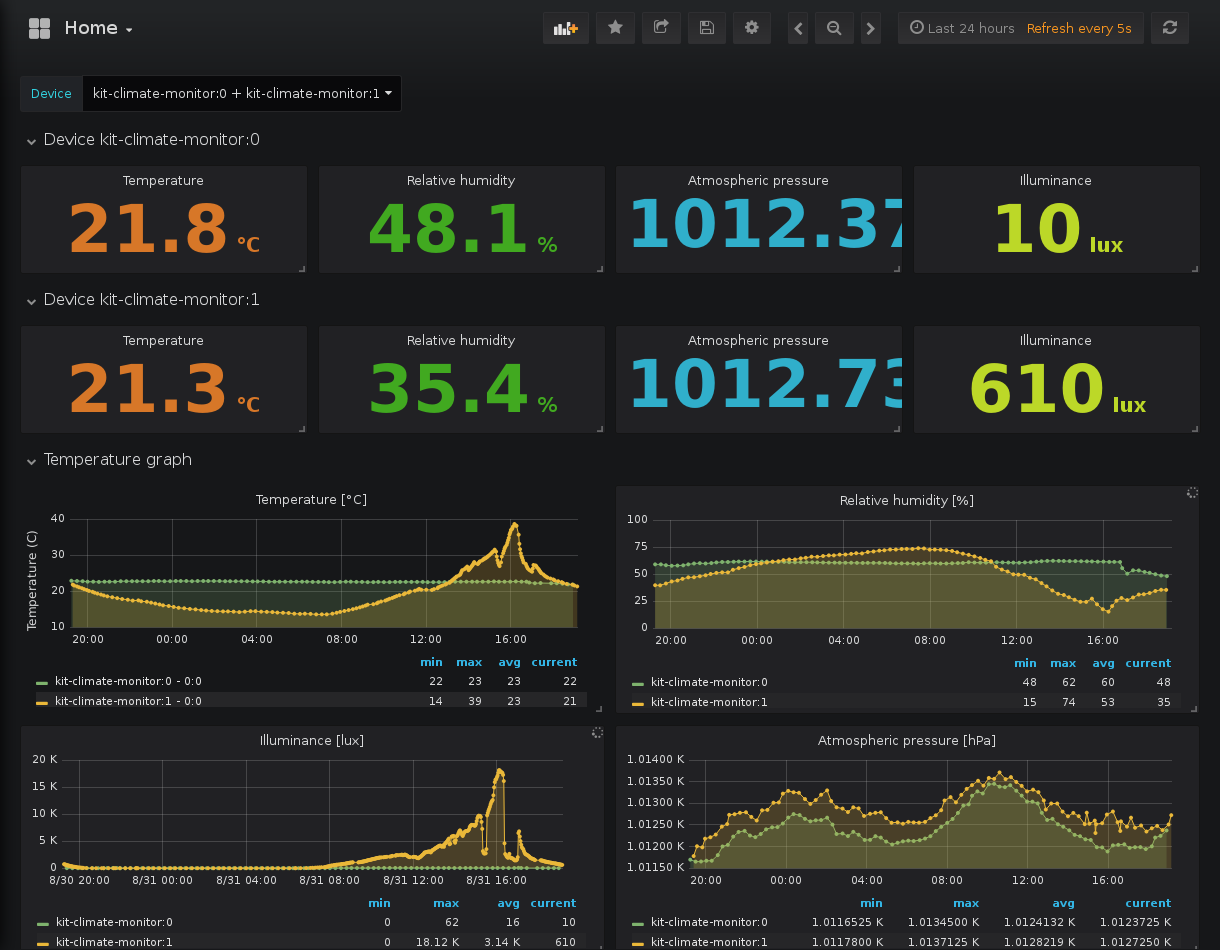 Home
Last 24 hours Refresh every 5s
Device kit-climate-monitor:0 + kit-climate-monitor:1
Device kit-climate-monitor:0
Temperature Relative humidity Atmospheric pressure Illuminance
21.8 °C 48.1 % 1012.37 10 lux
Device kit-climate-monitor:1
Temperature Relative humidity Atmospheric pressure Illuminance
21.3 °C 35.4 % 1012.73 610 lux
Temperature graph
Temperature [°C]
Temperature (C)
40
30
20
10
20:00 00:00 04:00 08:00 12:00 16:00
min max avg current
kit-climate-monitor:0 - 0:0 22 23 23 22
kit-climate-monitor:1 - 0:0 14 39 23 21
Relative humidity [%]
100
75
50
25
0
20:00 00:00 04:00 08:00 12:00 16:00
min max avg current
kit-climate-monitor:0 48 62 60 48
kit-climate-monitor:1 15 74 53 35
Illuminance [lux]
20 K
15 K
10 K
5 K
0
8/30 20:00 8/31 00:00 8/31 04:00 8/31 08:00 8/31 12:00 8/31 16:00
min max avg current
kit-climate-monitor:0 0 62 16 10
kit-climate-monitor:1 0 18.12 K 3.14 K 610
Atmospheric pressure [hPa]
1.01400 K
1.01350 K
1.01300 K
1.01250 K
1.01200 K
1.01150 K
20:00 00:00 04:00 08:00 12:00 16:00
min max avg current
kit-climate-monitor:0 1.0116525 K 1.0134500 K 1.0124132 K 1.0123725 K
kit-climate-monitor:1 1.0117800 K 1.0137125 K 1.0128219 K 1.0127250 K